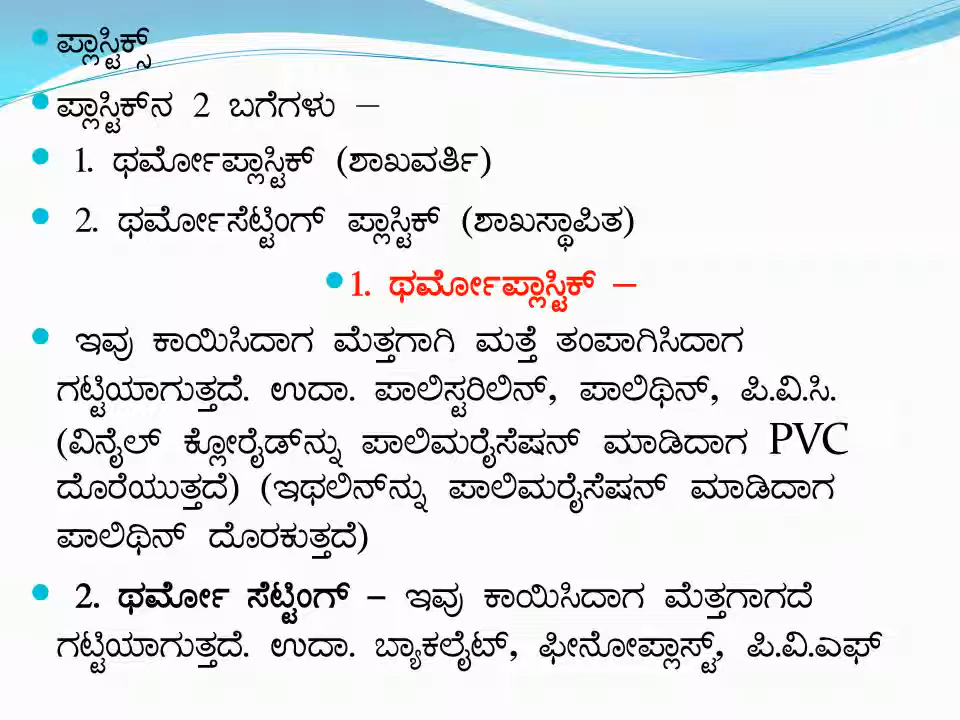 ಪ್ಲಾಸ್ಟಿಕ್ಸ್
ಪ್ಲಾಸ್ಟಿಕ್‌ನ 2 ಬಗೆಗಳು –
1. ಥರ್ಮೋಪ್ಲಾಸ್ಟಿಕ್ (ಶಾಖವರ್ತಿ)
2. ಥರ್ಮೋಸೆಟ್ಟಿಂಗ್ ಪ್ಲಾಸ್ಟಿಕ್ (ಶಾಖಸ್ಥಾಪಿತ)
1. ಥರ್ಮೋಪ್ಲಾಸ್ಟಿಕ್ –
ಇವು ಕಾಯಿಸಿದಾಗ ಮೆತ್ತಗಾಗಿ ಮತ್ತೆ ತಂಪಾಗಿಸಿದಾಗ
ಗಟ್ಟಿಯಾಗುತ್ತದೆ. ಉದಾ. ಪಾಲಿಸ್ಟರಿಲಿನ್, ಪಾಲಿಥಿನ್, ಪಿ.ವಿ.ಸಿ.
(ವಿನೈಲ್ ಕ್ಲೋರೈಡ್‌ನ್ನು ಪಾಲಿಮರೈಸೆಷನ್ ಮಾಡಿದಾಗ PVC
ದೊರೆಯುತ್ತದೆ) (ಇಥಲಿನ್‌ನ್ನು ಪಾಲಿಮರೈಸೆಷನ್ ಮಾಡಿದಾಗ
ಪಾಲಿಥಿನ್ ದೊರಕುತ್ತದೆ)
2. ಥರ್ಮೋ ಸೆಟ್ಟಿಂಗ್ – ಇವು ಕಾಯಿಸಿದಾಗ ಮೆತ್ತಗಾಗದೆ
ಗಟ್ಟಿಯಾಗುತ್ತದೆ. ಉದಾ. ಬ್ಯಾಕಲೈಟ್, ಫೀನೋಪ್ಲಾಸ್ಟ್, ಪಿ.ವಿ.ಎಫ್